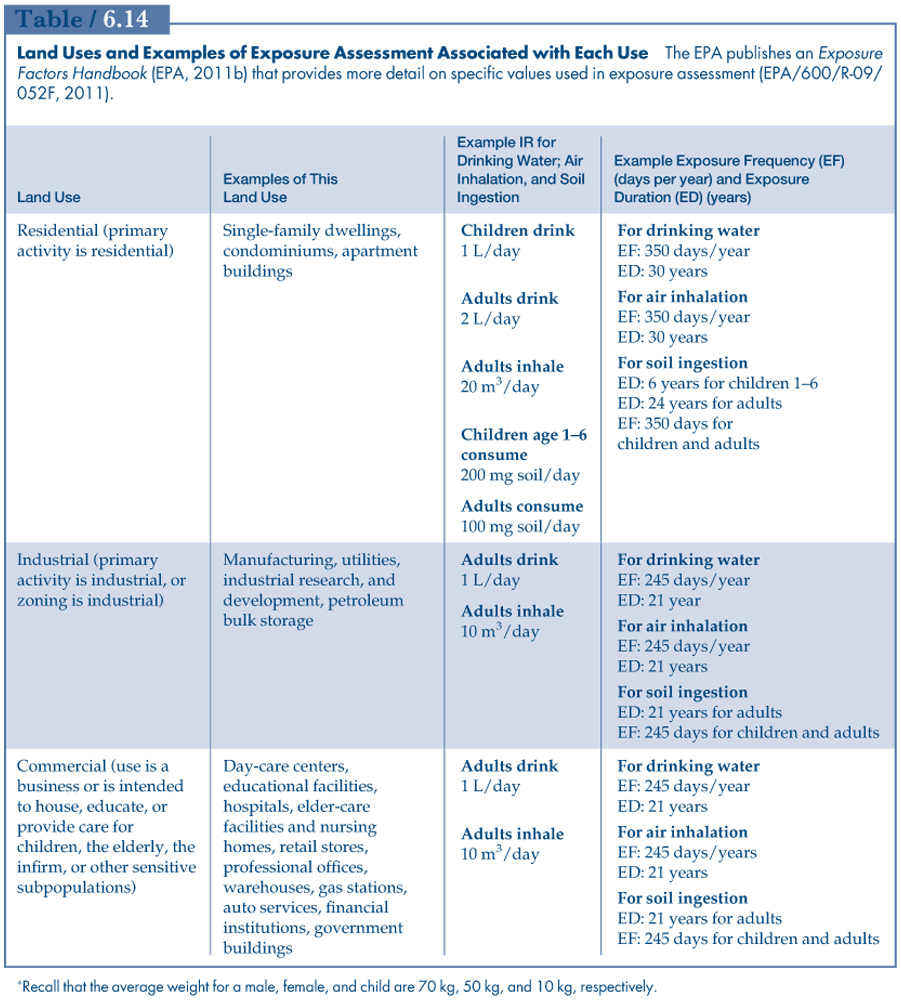 Table / 6.14
Land Uses and Examples of Exposure Assessment Associated with Each Use The EPA publishes an Exposure
Factors Handbook (EPA, 2011b) that provides more detail on specific values used in exposure assessment (EPA/600/R-09/
052F, 2011).
Land Use
Examples of This
Land Use
Example IR for
Drinking Water; Air
Inhalation, and Soil
Ingestion
Example Exposure Frequency (EF)
(days per year) and Exposure
Duration (ED) (years)
Residential (primary
activity is residential)
Single-family dwellings,
condominiums, apartment
buildings
Children drink
1 L/day
Adults drink
2 L/day
Adults inhale
20 m³/day
Children age 1–6
consume
200 mg soil/day
Adults consume
100 mg soil/day
For drinking water
EF: 350 days/year
ED: 30 years
For air inhalation
EF: 350 days/year
ED: 30 years
For soil ingestion
ED: 6 years for children 1–6
ED: 24 years for adults
EF: 350 days for
children and adults
Industrial (primary
activity is industrial, or
zoning is industrial)
Manufacturing, utilities,
industrial research, and
development, petroleum
bulk storage
Adults drink
1 L/day
Adults inhale
10 m³/day
For drinking water
EF: 245 days/year
ED: 21 year
For air inhalation
EF: 245 days/year
ED: 21 years
For soil ingestion
ED: 21 years for adults
EF: 245 days for children and adults
Commercial (use is a
business or is intended
to house, educate, or
provide care for
children, the elderly, the
infirm, or other sensitive
subpopulations)
Day-care centers,
educational facilities,
hospitals, elder-care
facilities and nursing
homes, retail stores,
professional offices,
warehouses, gas stations,
auto services, financial
institutions, government
buildings
Adults drink
1 L/day
Adults inhale
10 m³/day
For drinking water
EF: 245 days/year
ED: 21 years
For air inhalation
EF: 245 days/years
ED: 21 years
For soil ingestion
ED: 21 years for adults
EF: 245 days for children and adults
*Recall that the average weight for a male, female, and child are 70 kg, 50 kg, and 10 kg, respectively.